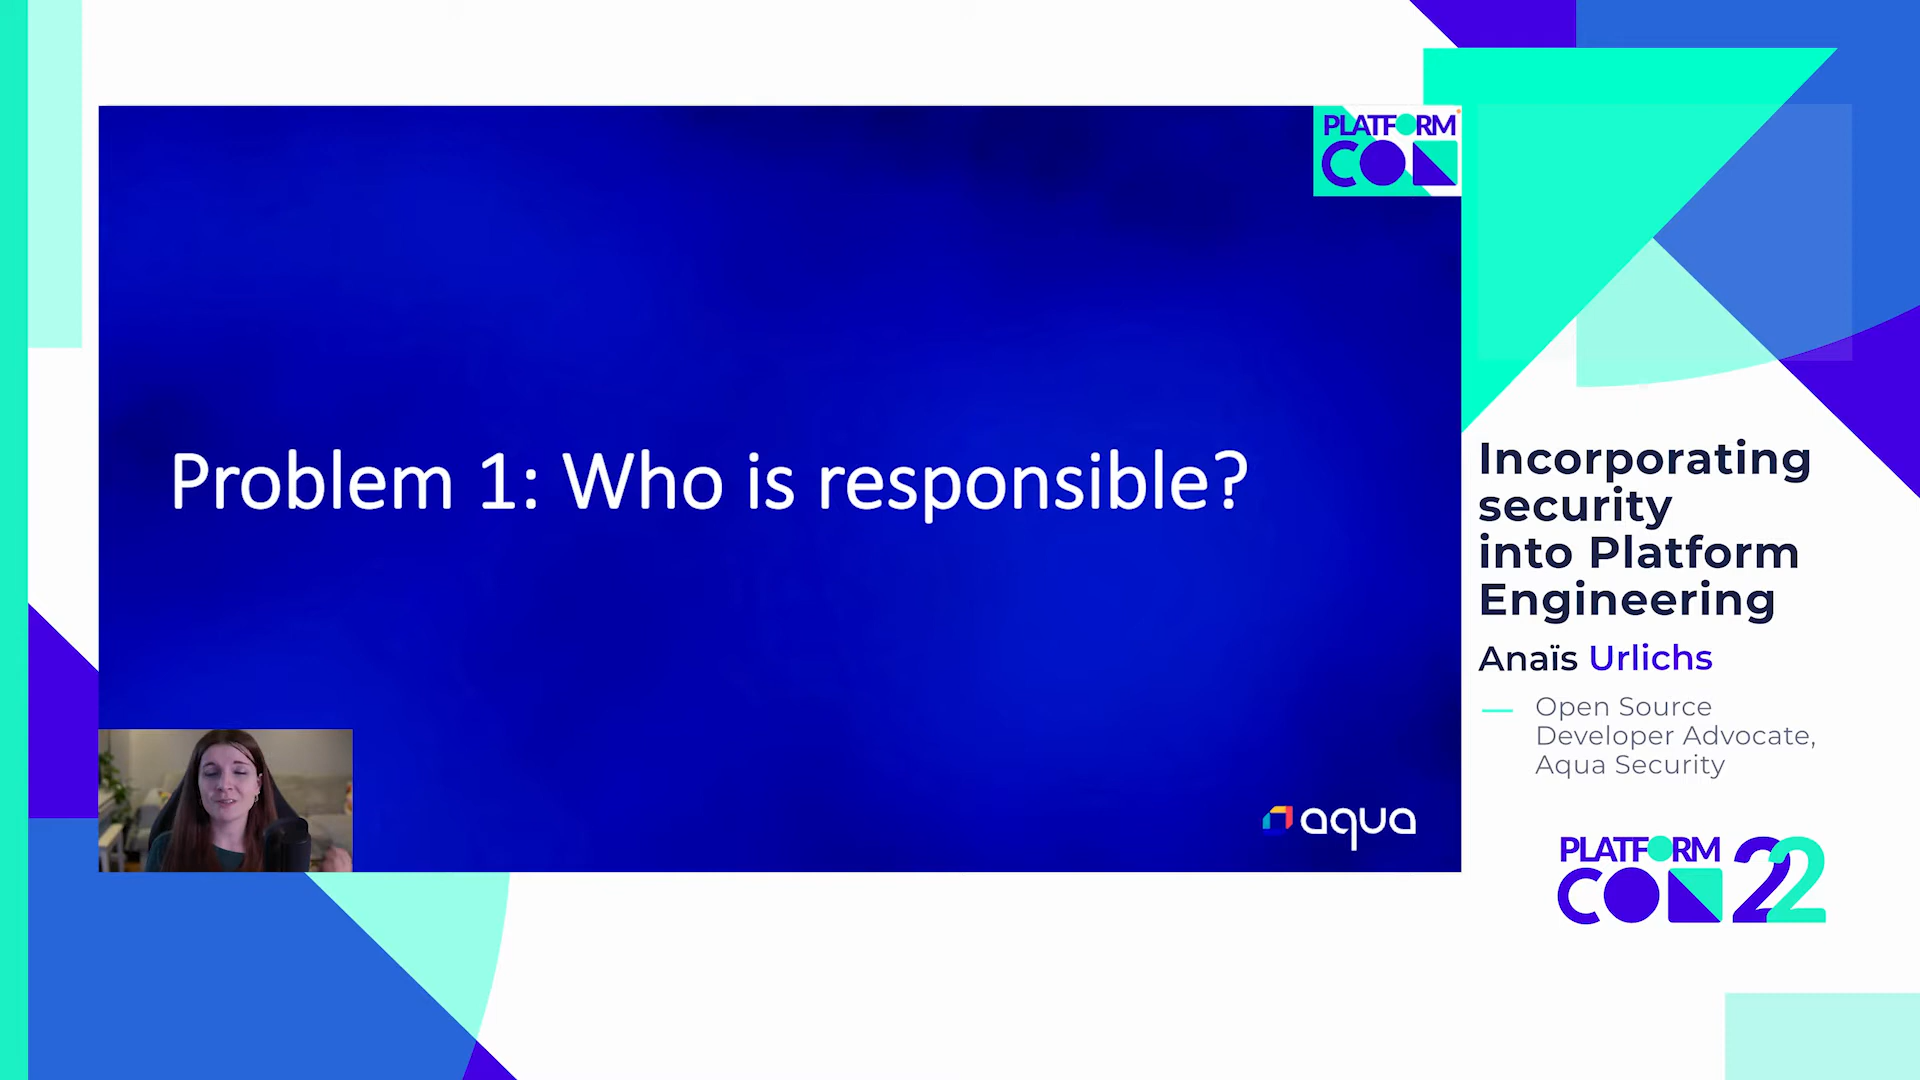 PLATFORM
CON
Problem 1: Who is responsible?
aqua
Incorporating
security
into Platform
Engineering
Anaïs Urlichs
Open Source
Developer Advocate,
Aqua Security
PLATFORM
CON 22